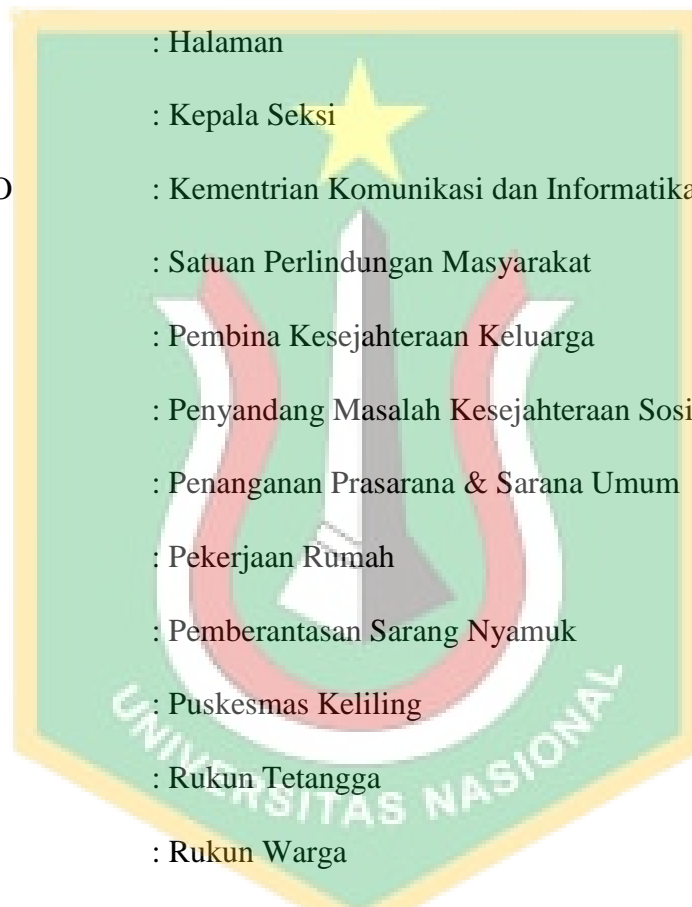 : Halaman
: Kepala Seksi
O : Kementrian Komunikasi dan Informatika
: Satuan Perlindungan Masyarakat
: Pembina Kesejahteraan Keluarga
: Penyandang Masalah Kesejahteraan Sosi
: Penanganan Prasarana & Sarana Umum
: Pekerjaan Rumah
: Pemberantasan Sarang Nyamuk
: Puskesmas Keliling
: Rukun Tetangga
: Rukun Warga
UNIVERSITAS NASIONAL